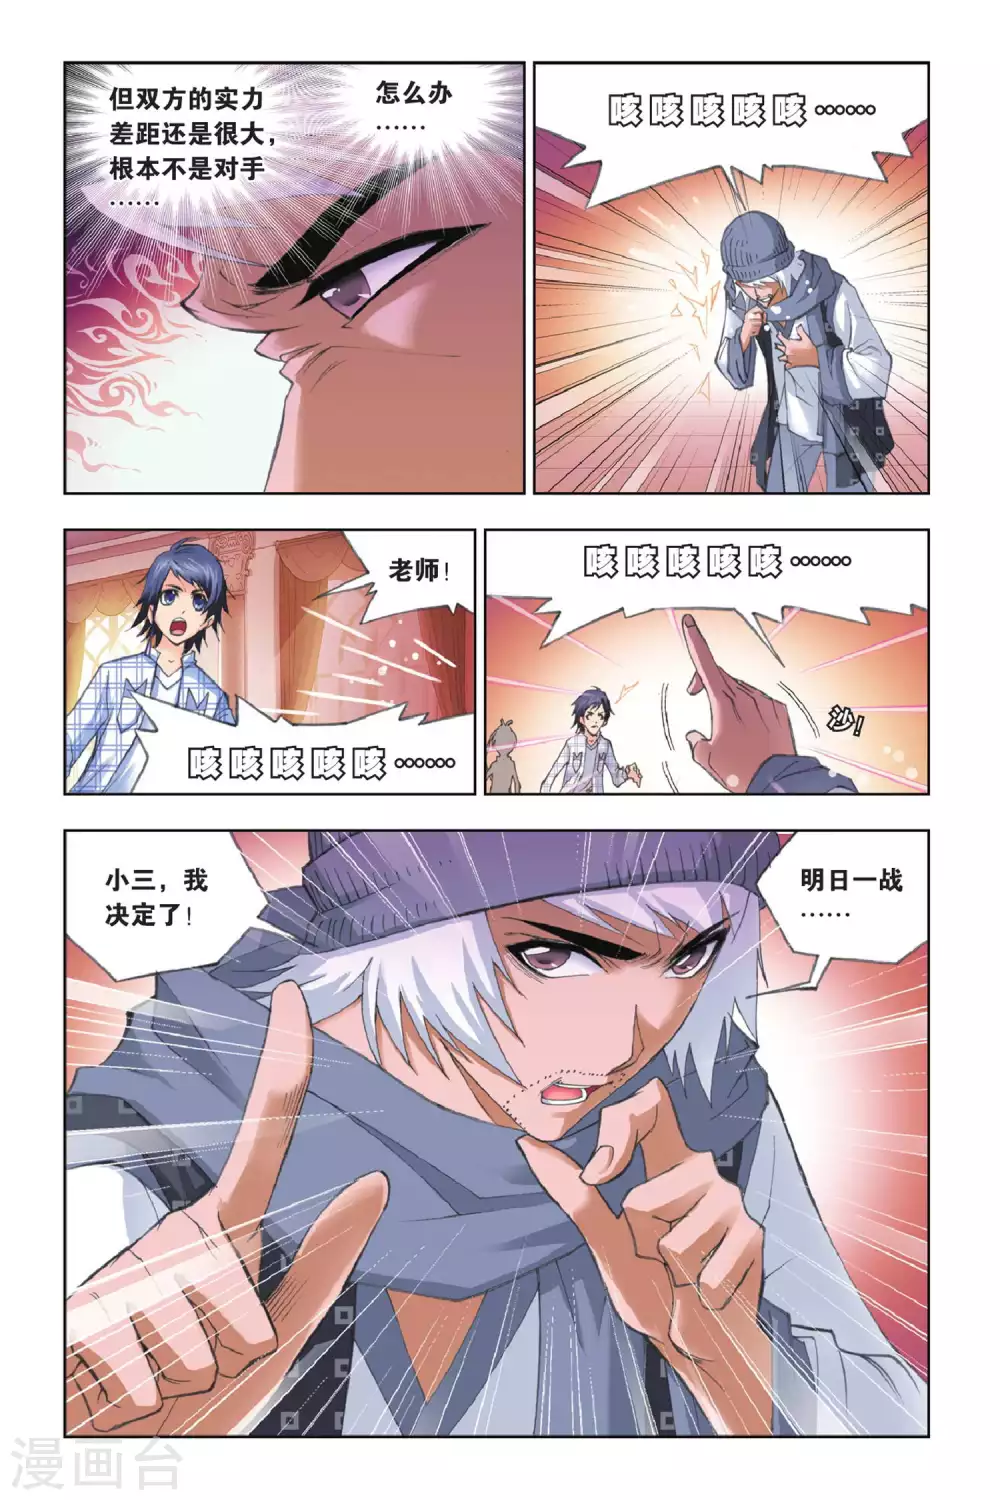 但双方的实力
差距还是很大，
根本不是对手
……
怎么办
……
咳咳咳咳咳……
老师！
咳咳咳咳咳……
咳咳咳咳咳……
沙！
小三，我
决定了！
明日一战
……
漫画台